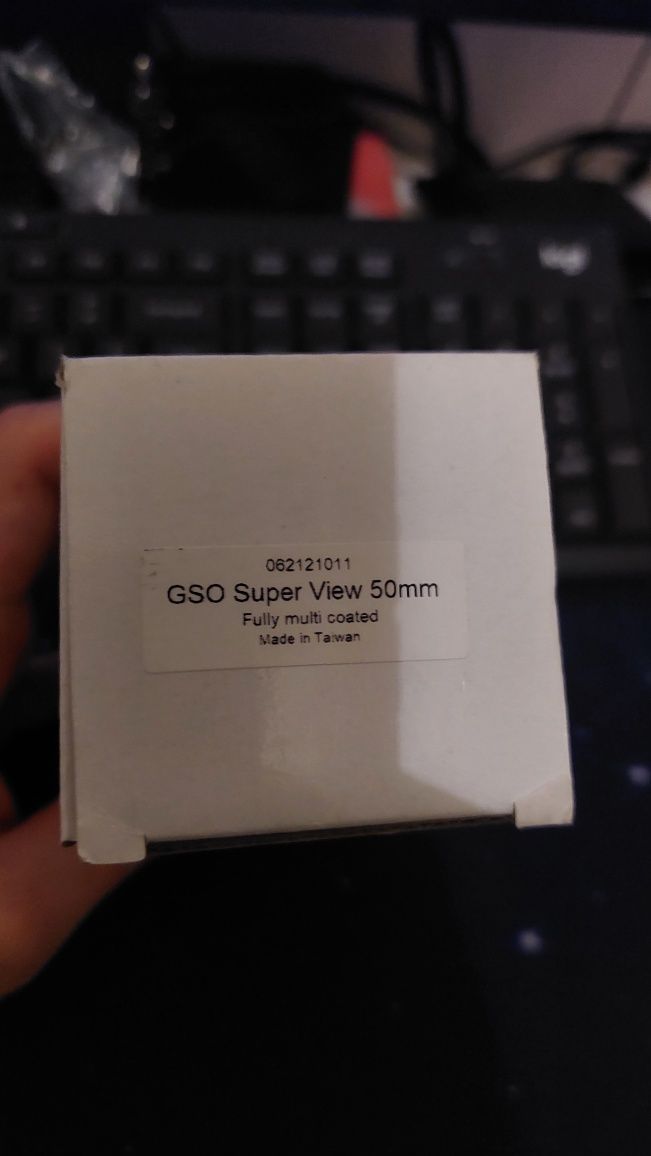 062121011
GSO Super View 50mm
Fully multi coated
Made in Taiwan